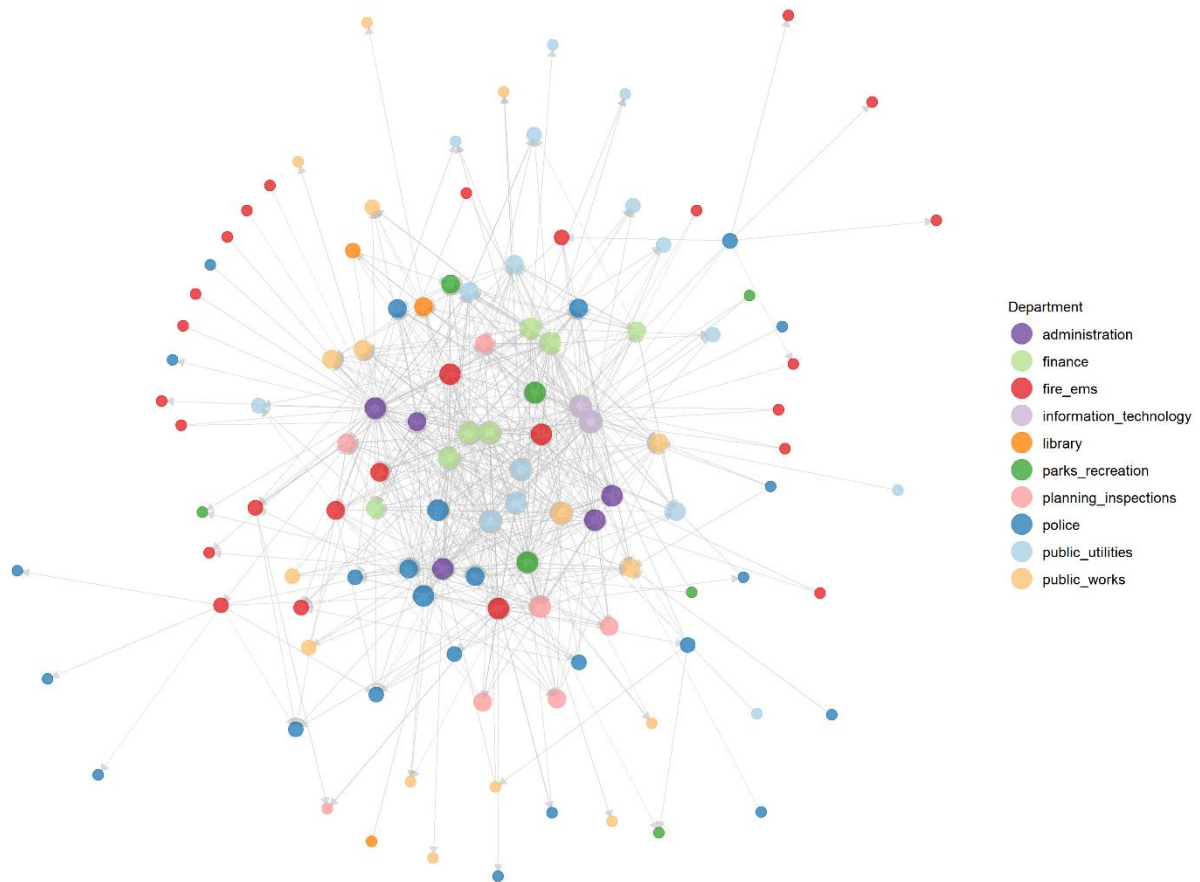 Department
administration
finance
fire_ems
information_technology
library
parks_recreation
planning_inspections
police
public_utilities
public_works